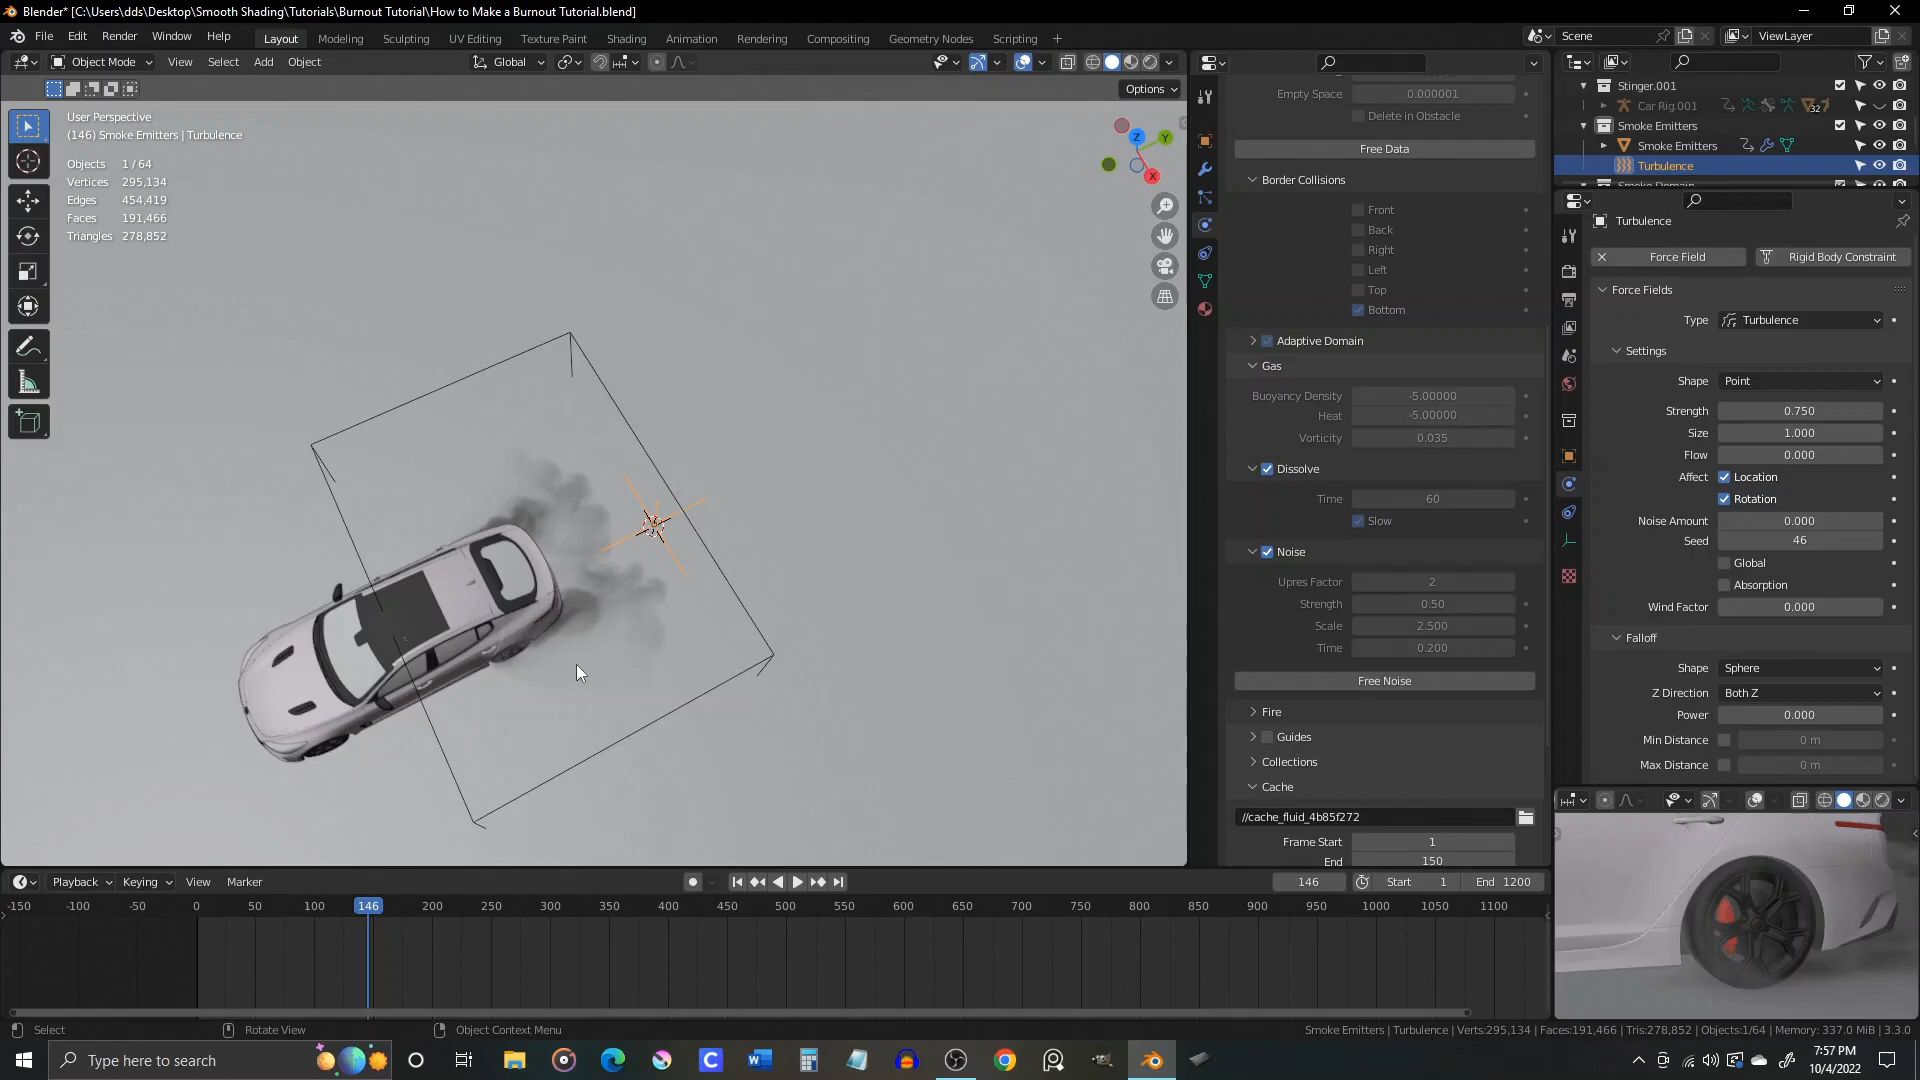 Blender* [C:\Users\dds\Desktop\Smooth Shading\Tutorials\Burnout Tutorial\How to Make a Burnout Tutorial.blend]
File Edit Render Window Help Layout Modeling Sculpting UV Editing Texture Paint Shading Animation Rendering Compositing Geometry Nodes Scripting + Scene ViewLayer
Object Mode View Select Add Object Global
Options
User Perspective
(146) Smoke Emitters | Turbulence
Objects 1 / 64
Vertices 295,134
Edges 454,419
Faces 191,466
Triangles 278,852
Z Y X
Empty Space 0.000001
Delete in Obstacle
Free Data
Border Collisions
Front
Back
Right
Left
Top
Bottom
Adaptive Domain
Gas
Buoyancy Density -5.00000
Heat -5.00000
Vorticity 0.035
Dissolve
Time 60
Slow
Noise
Upres Factor 2
Strength 0.50
Scale 2.500
Time 0.200
Free Noise
Fire
Guides
Collections
Cache
//cache_fluid_4b85f272
Frame Start 1
End 150
Stinger.001
Car Rig.001 32
Smoke Emitters
Smoke Emitters
Turbulence
Smoke Domain
Turbulence
Force Field Rigid Body Constraint
Force Fields
Type Turbulence
Settings
Shape Point
Strength 0.750
Size 1.000
Flow 0.000
Affect Location
Rotation
Noise Amount 0.000
Seed 46
Global
Absorption
Wind Factor 0.000
Falloff
Shape Sphere
Z Direction Both Z
Power 0.000
Min Distance 0 m
Max Distance 0 m
Playback Keying View Marker 146 Start 1 End 1200
-150 -100 -50 0 50 100 146 200 250 300 350 400 450 500 550 600 650 700 750 800 850 900 950 1000 1050 1100
Select Rotate View Object Context Menu Smoke Emitters | Turbulence | Verts:295,134 | Faces:191,466 | Tris:278,852 | Objects:1/64 | Memory: 337.0 MiB | 3.3.0
Type here to search
7:57 PM
10/4/2022